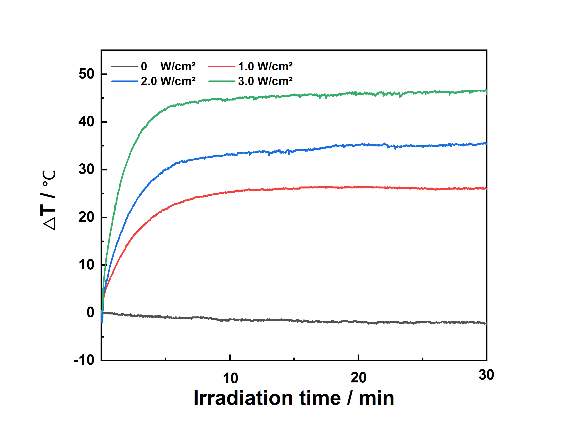 0 W/cm² 1.0 W/cm²
2.0 W/cm² 3.0 W/cm²
50
40
30
20
10
0
-10
△T / ℃
10 20 30
Irradiation time / min